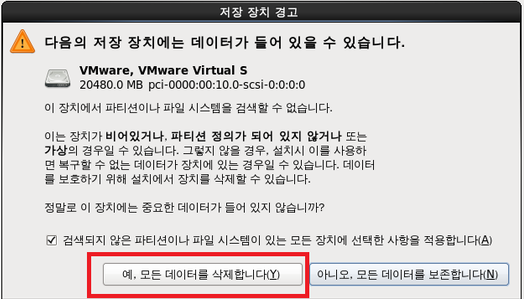 저장 장치 경고
다음의 저장 장치에는 데이터가 들어 있을 수 있습니다.
VMware, VMware Virtual S
20480.0 MB pci-0000:00:10.0-scsi-0:0:0:0
이 장치에서 파티션이나 파일 시스템을 검색할 수 없습니다.
이는 장치가 비어있거나, 파티션 정의가 되어 있지 않거나 또는
가상의 경우일 수 있습니다. 그렇지 않을 경우, 설치시 이를 사용하
면 복구할 수 없는 데이터가 장치에 있는 경우일 수 있습니다. 데이터
를 보호하기 위해 설치에서 장치를 삭제할 수 있습니다.
정말로 이 장치에는 중요한 데이터가 들어 있지 않습니까?
검색되지 않은 파티션이나 파일 시스템이 있는 모든 장치에 선택한 사항을 적용합니다(A)
예, 모든 데이터를 삭제합니다(Y)
아니오, 모든 데이터를 보존합니다(N)